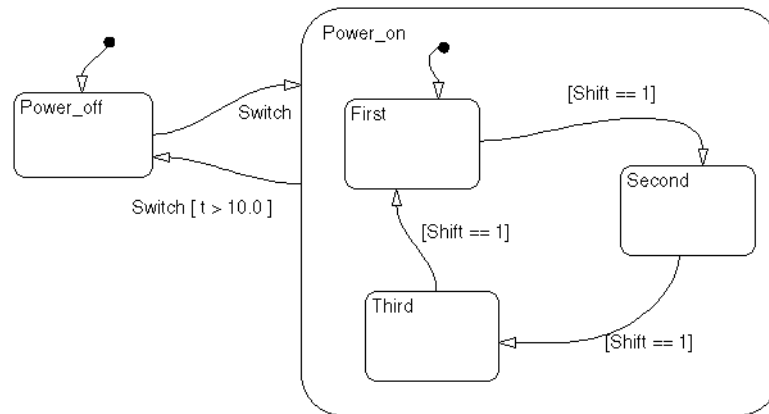 Power_on
Power_off
Switch
First
[Shift == 1]
Second
Switch [ t > 10.0 ]
[Shift == 1]
Third
[Shift == 1]